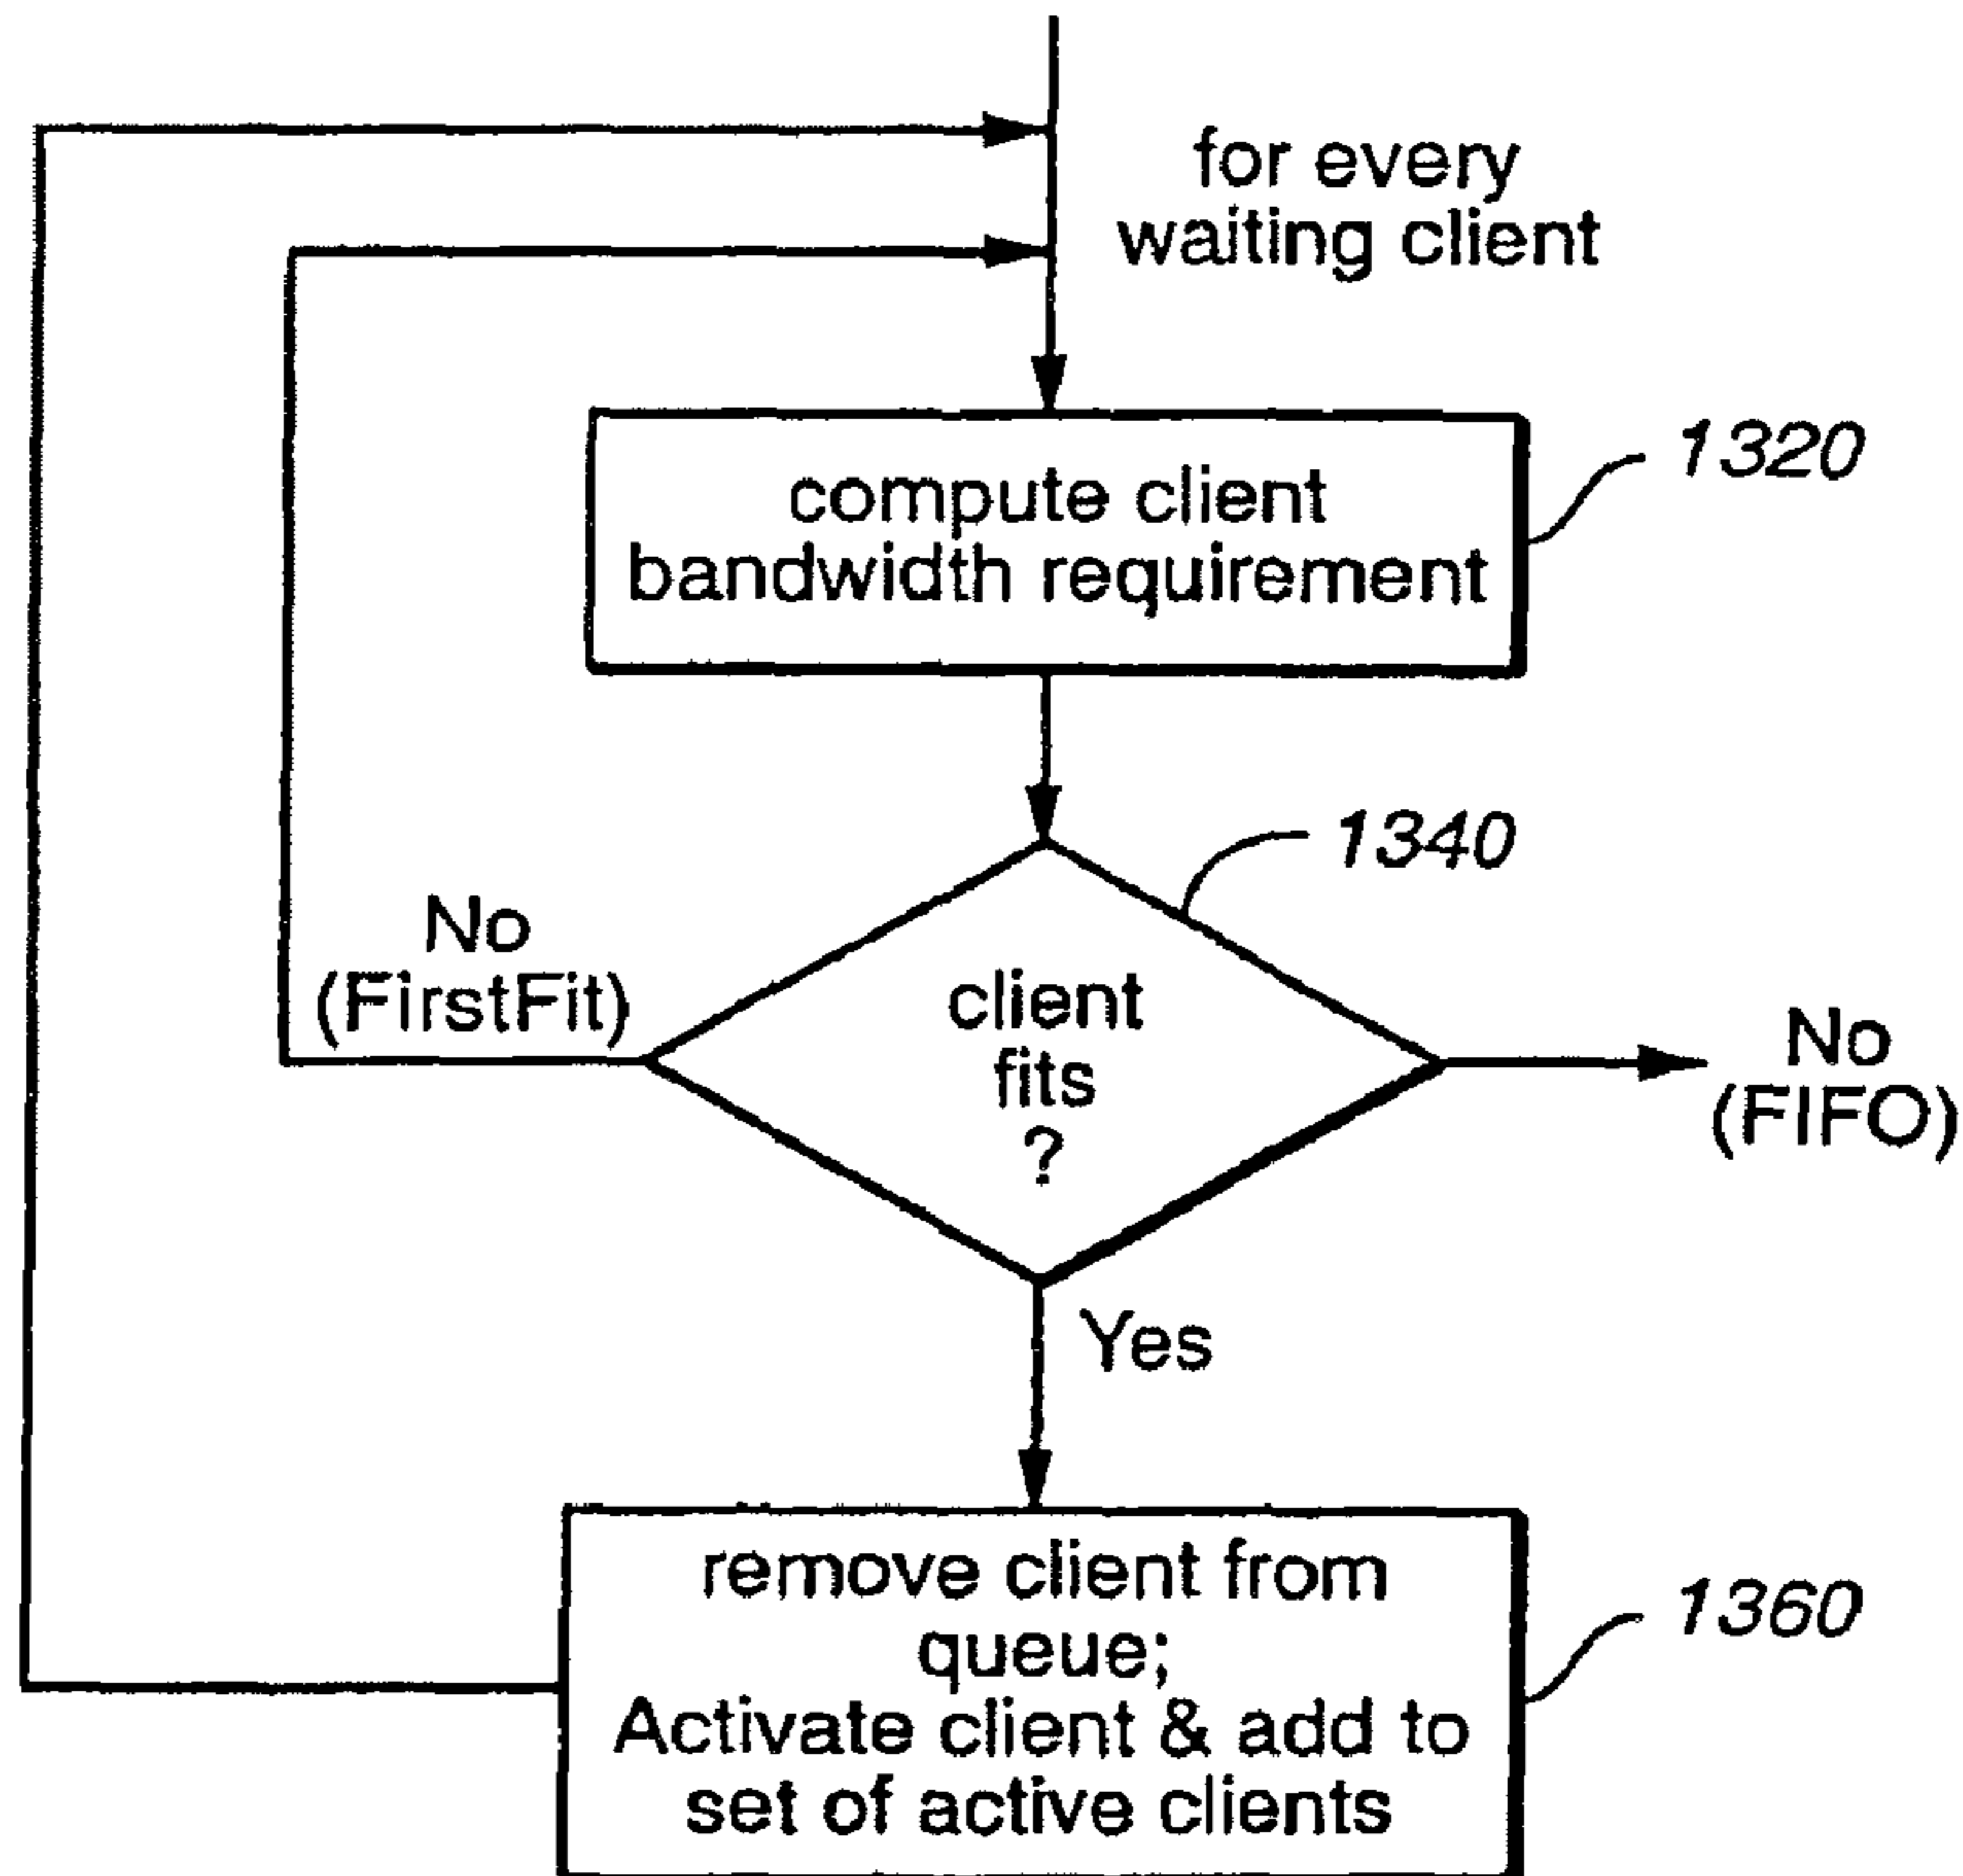 for every
waiting client
compute client
bandwidth requirement
1320
1340
No
(FirstFit)
client
fits
?
No
(FIFO)
Yes
remove client from
queue;
Activate client & add to
set of active clients
1360